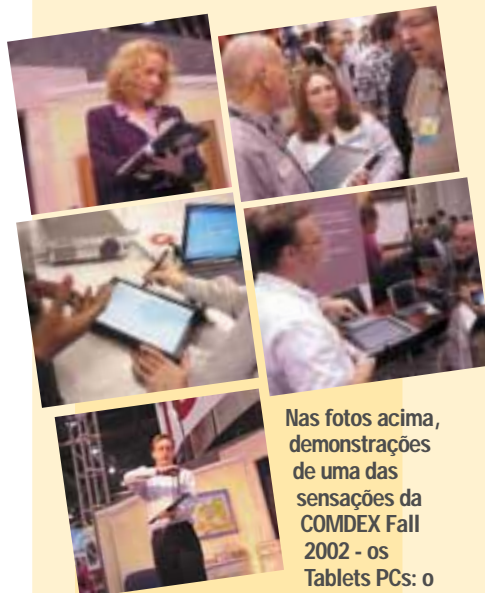 Nas fotos acima,
demonstrações
de uma das
sensações da
COMDEX Fall
2002 - os
Tablets PCs: o